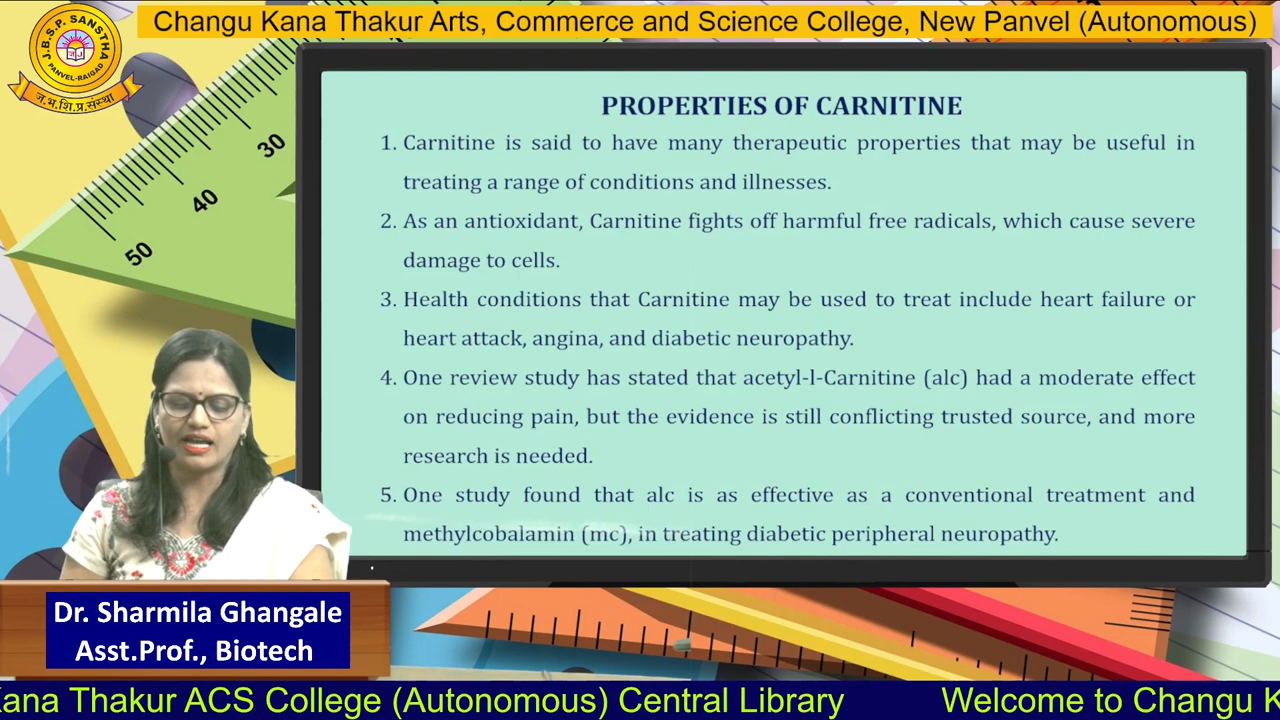 Changu Kana Thakur Arts, Commerce and Science College, New Panvel (Autonomous)
J.B.S.P. SANSTHA
PANVEL-RAIGAD
ज.भ.शि.प्र.संस्था
30
40
50
PROPERTIES OF CARNITINE
1. Carnitine is said to have many therapeutic properties that may be useful in
treating a range of conditions and illnesses.
2. As an antioxidant, Carnitine fights off harmful free radicals, which cause severe
damage to cells.
3. Health conditions that Carnitine may be used to treat include heart failure or
heart attack, angina, and diabetic neuropathy.
4. One review study has stated that acetyl-l-Carnitine (alc) had a moderate effect
on reducing pain, but the evidence is still conflicting trusted source, and more
research is needed.
5. One study found that alc is as effective as a conventional treatment and
methylcobalamin (mc), in treating diabetic peripheral neuropathy.
Dr. Sharmila Ghangale
Asst.Prof., Biotech
Kana Thakur ACS College (Autonomous) Central Library Welcome to Changu K